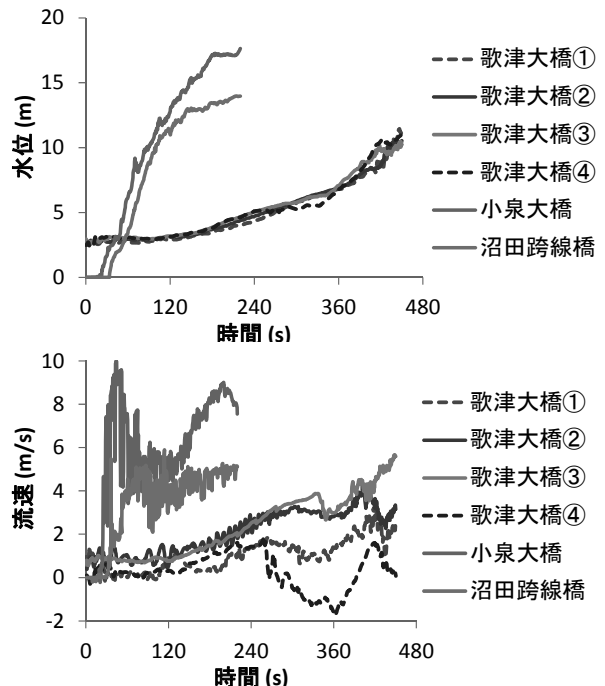 20
15
10
5
0
水位 (m)
0 120 240 360 480
時間 (s)
歌津大橋①
歌津大橋②
歌津大橋③
歌津大橋④
小泉大橋
沼田跨線橋
10
8
6
4
2
0
-2
流速 (m/s)
0 120 240 360 480
時間 (s)
歌津大橋①
歌津大橋②
歌津大橋③
歌津大橋④
小泉大橋
沼田跨線橋